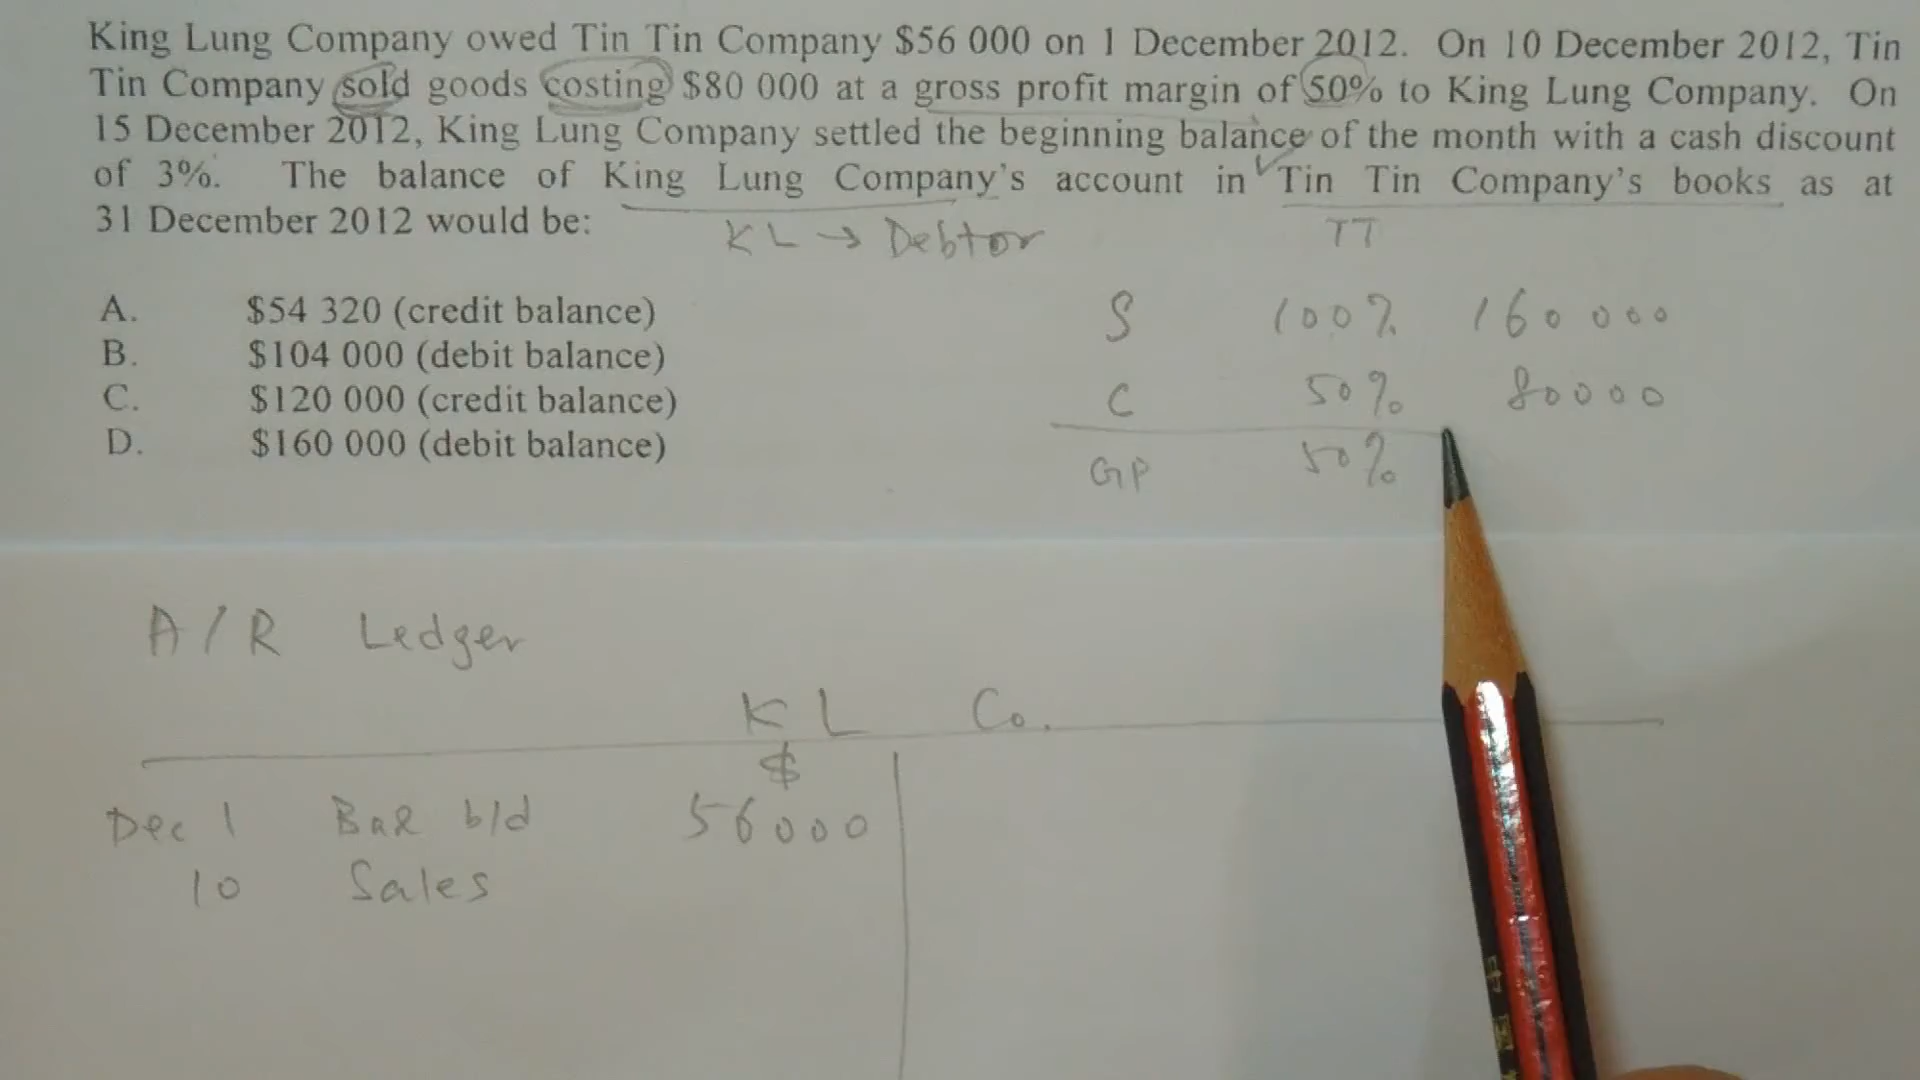 King Lung Company owed Tin Tin Company $56 000 on 1 December 2012. On 10 December 2012, Tin
Tin Company sold goods costing $80 000 at a gross profit margin of 50% to King Lung Company. On
15 December 2012, King Lung Company settled the beginning balance of the month with a cash discount
of 3%. The balance of King Lung Company's account in Tin Tin Company's books as at
31 December 2012 would be:
KL → Debtor TT
A. $54 320 (credit balance)
B. $104 000 (debit balance)
C. $120 000 (credit balance)
D. $160 000 (debit balance)
S 100% 160 000
C 50% 80000
GP 50%
A/R Ledger
KL Co.
$
Dec 1 Bal b/d 56000
10 Sales